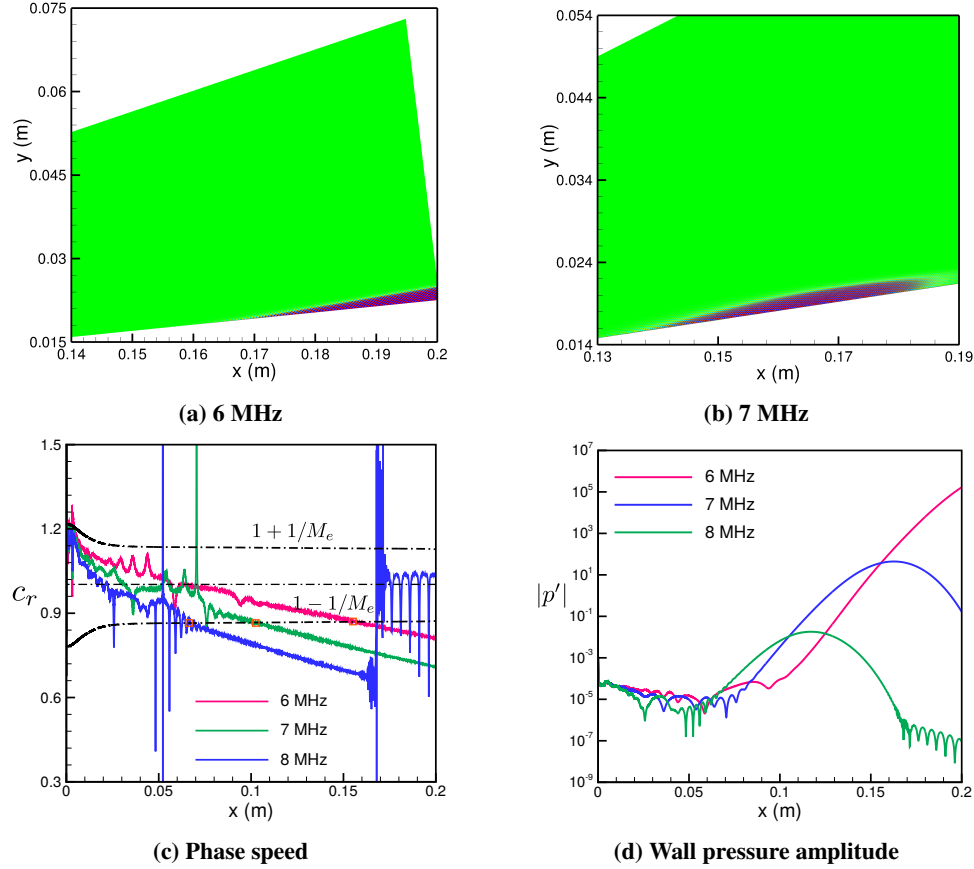 0.075
0.06
0.045
0.03
0.015
y (m)
0.14 0.15 0.16 0.17 0.18 0.19 0.2
x (m)
(a) 6 MHz
0.054
0.044
0.034
0.024
0.014
y (m)
0.13 0.15 0.17 0.19
x (m)
(b) 7 MHz
1.5
1.2
0.9
0.6
0.3
c_r
1 + 1/M_e
1 − 1/M_e
6 MHz
7 MHz
8 MHz
0 0.05 0.1 0.15 0.2
x (m)
(c) Phase speed
10^7
10^5
10^3
10^1
10^-1
10^-3
10^-5
10^-7
10^-9
|p′|
6 MHz
7 MHz
8 MHz
0 0.05 0.1 0.15 0.2
x (m)
(d) Wall pressure amplitude